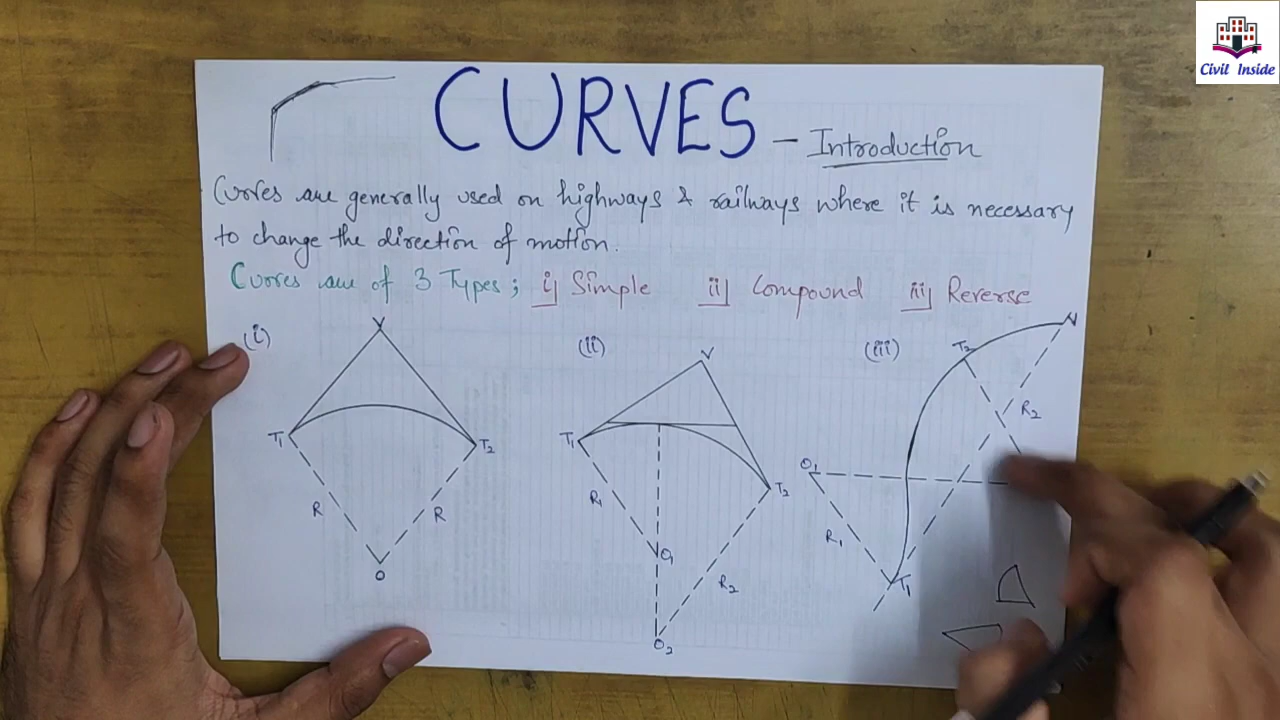 Civil Inside
CURVES - Introduction
Curves are generally used on highways & railways where it is necessary
to change the direction of motion.
Curves are of 3 Types; i) Simple ii) Compound iii) Reverse
(i)
V
T1
T2
R
R
O
(ii)
V
T1
T2
R1
O1
R2
O2
(iii)
V
T2
R2
O1
R1
T1